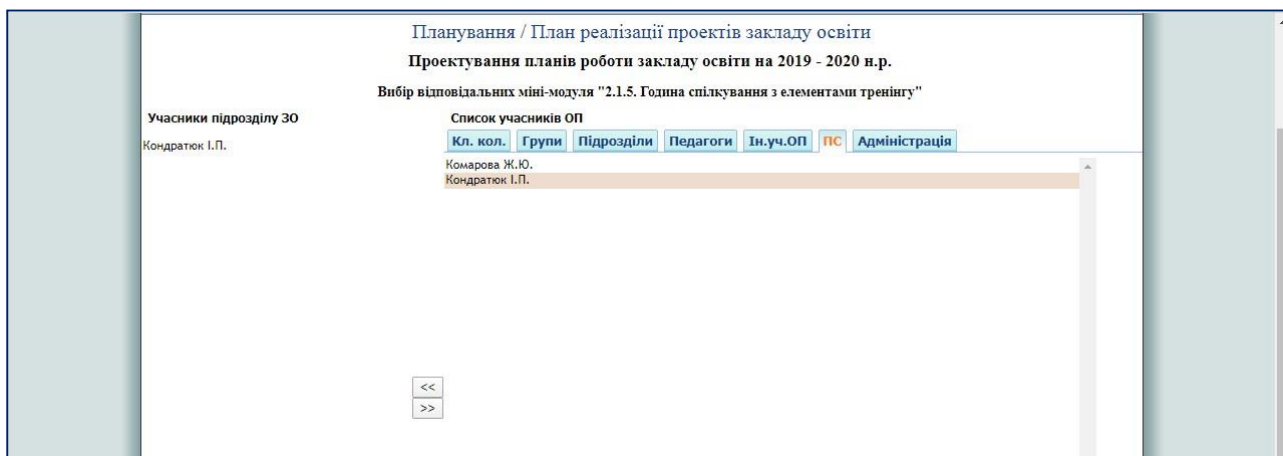 Планування / План реалізації проектів закладу освіти
Проектування планів роботи закладу освіти на 2019 - 2020 н.р.
Вибір відповідальних міні-модуля "2.1.5. Година спілкування з елементами тренінгу"
Учасники підрозділу ЗО
Кондратюк І.П.
Список учасників ОП
Кл. кол. Групи Підрозділи Педагоги Ін.уч.ОП ПС Адміністрація
Комарова Ж.Ю.
Кондратюк І.П.
<<
>>